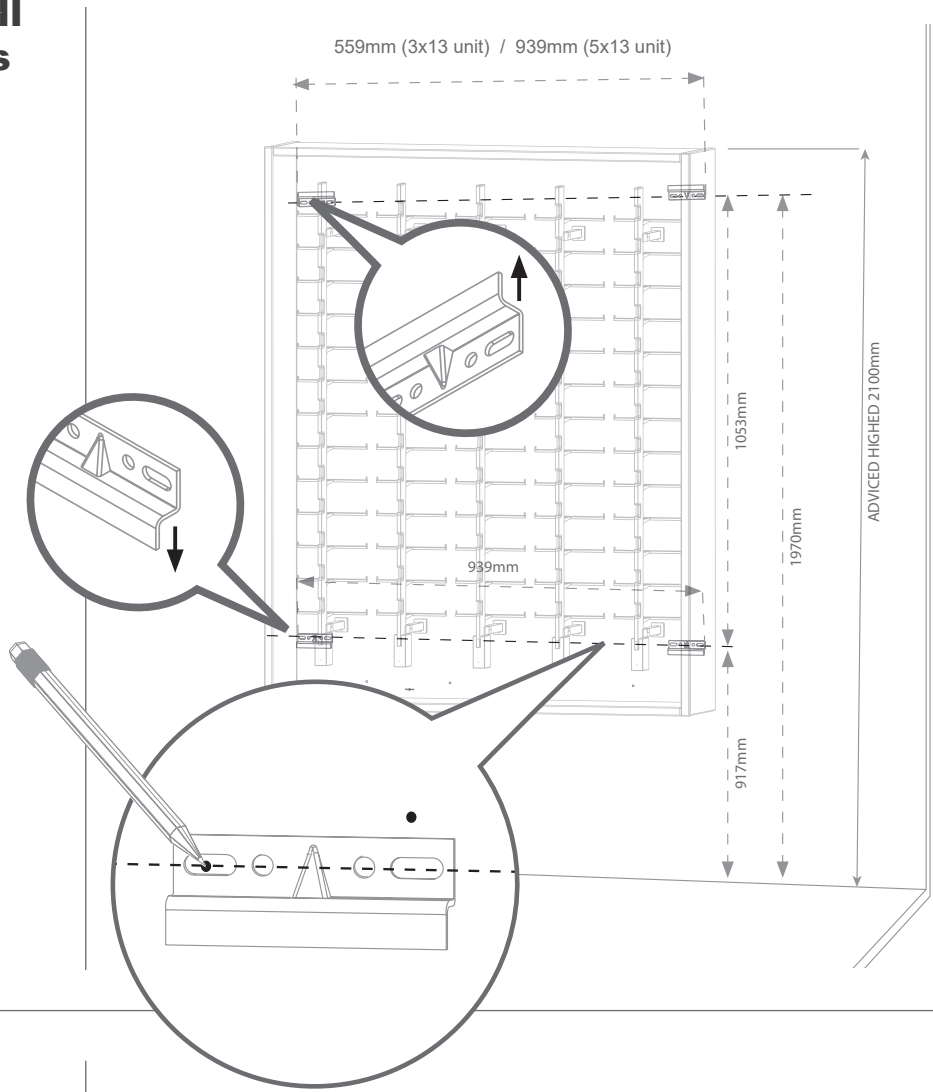 559mm (3x13 unit) / 939mm (5x13 unit)
ADVICED HIGHED 2100mm
1053mm
1970mm
939mm
917mm